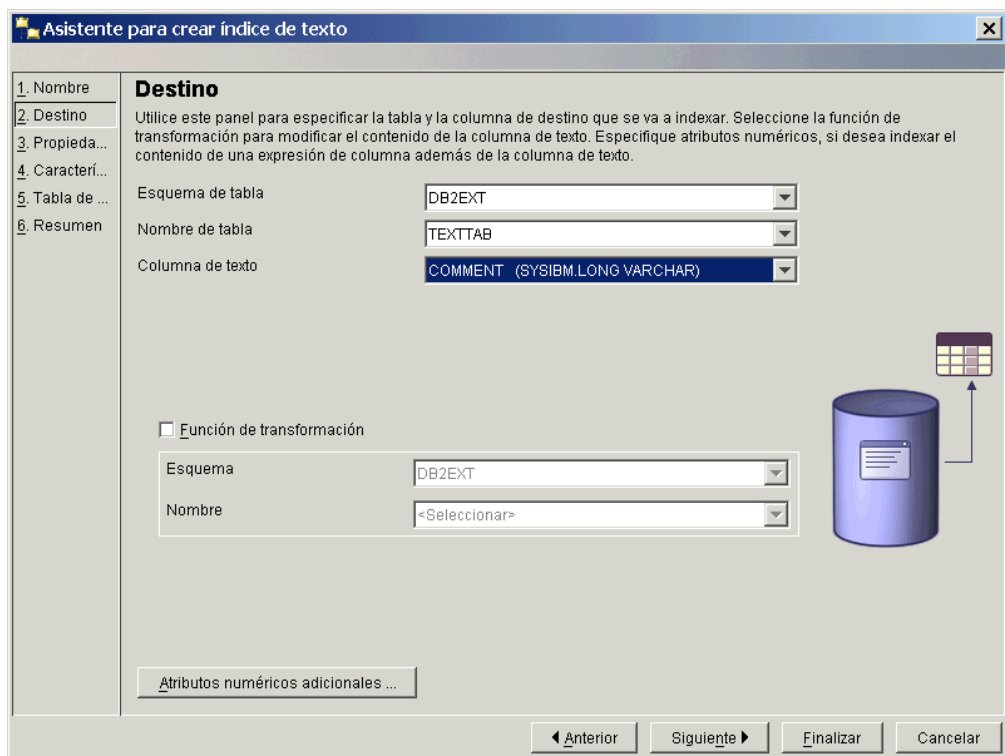 Asistente para crear índice de texto
1. Nombre
2. Destino
3. Propieda...
4. Caracterí...
5. Tabla de ...
6. Resumen
Destino
Utilice este panel para especificar la tabla y la columna de destino que se va a indexar. Seleccione la función de
transformación para modificar el contenido de la columna de texto. Especifique atributos numéricos, si desea indexar el
contenido de una expresión de columna además de la columna de texto.
Esquema de tabla DB2EXT
Nombre de tabla TEXTTAB
Columna de texto COMMENT (SYSIBM.LONG VARCHAR)
Función de transformación
Esquema DB2EXT
Nombre <Seleccionar>
Atributos numéricos adicionales ...
Anterior Siguiente Finalizar Cancelar